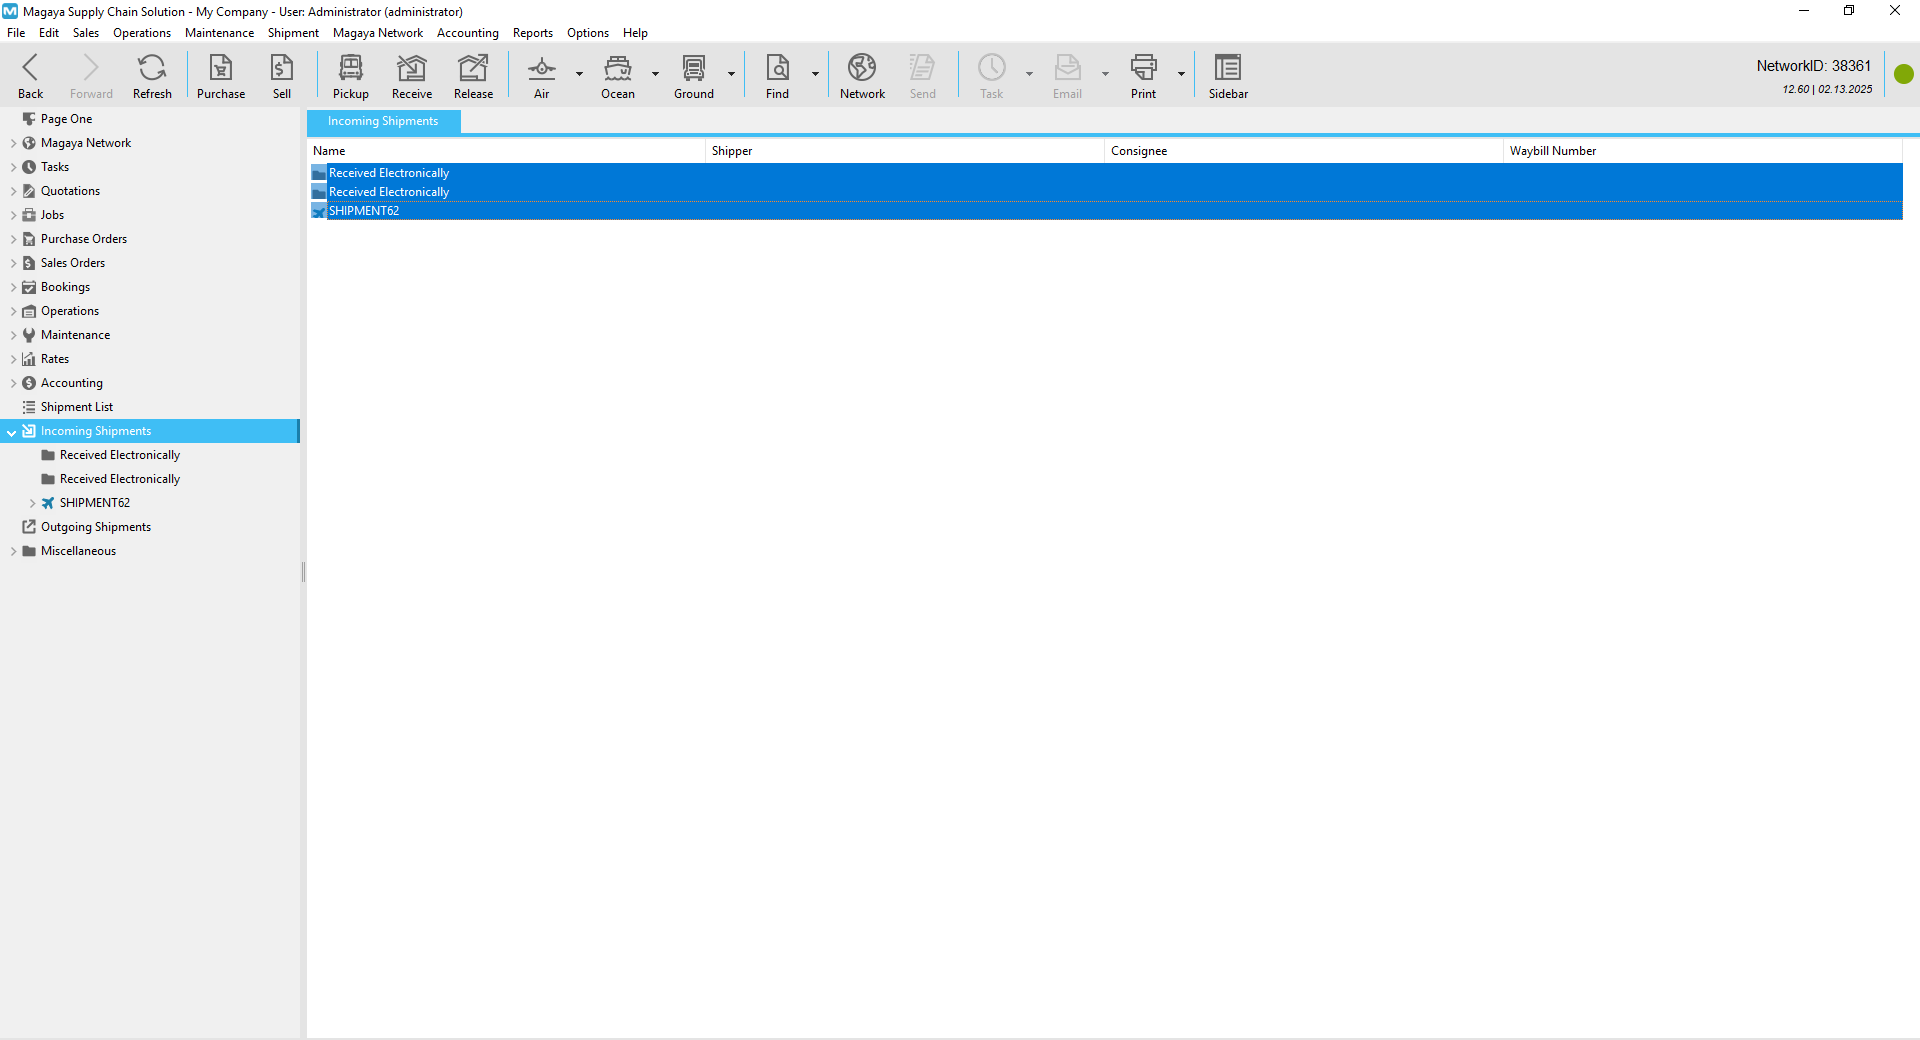 Magaya Supply Chain Solution - My Company - User: Administrator (administrator)
File Edit Sales Operations Maintenance Shipment Magaya Network Accounting Reports Options Help
Back Forward Refresh Purchase Sell Pickup Receive Release Air Ocean Ground Find Network Send Task Email Print Sidebar
NetworkID: 38361
12.60 | 02.13.2025
Page One
Magaya Network
Tasks
Quotations
Jobs
Purchase Orders
Sales Orders
Bookings
Operations
Maintenance
Rates
Accounting
Shipment List
Incoming Shipments
Received Electronically
Received Electronically
SHIPMENT62
Outgoing Shipments
Miscellaneous
Incoming Shipments
Name Shipper Consignee Waybill Number
Received Electronically
Received Electronically
SHIPMENT62